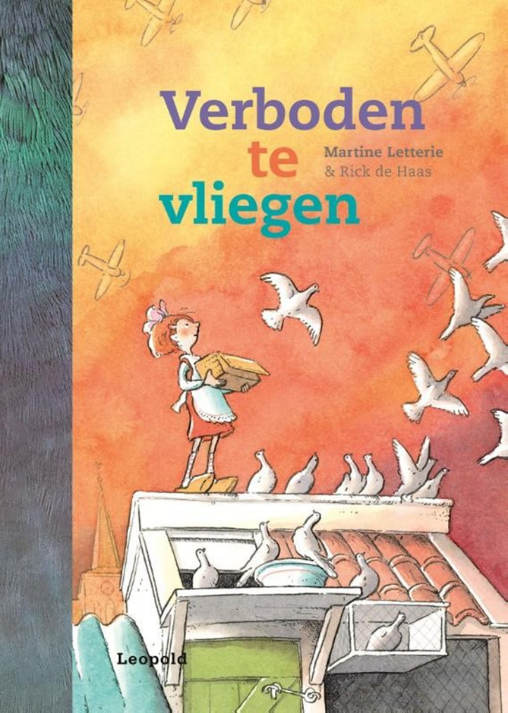 Verboden
te
vliegen
Martine Letterie
& Rick de Haas
Leopold